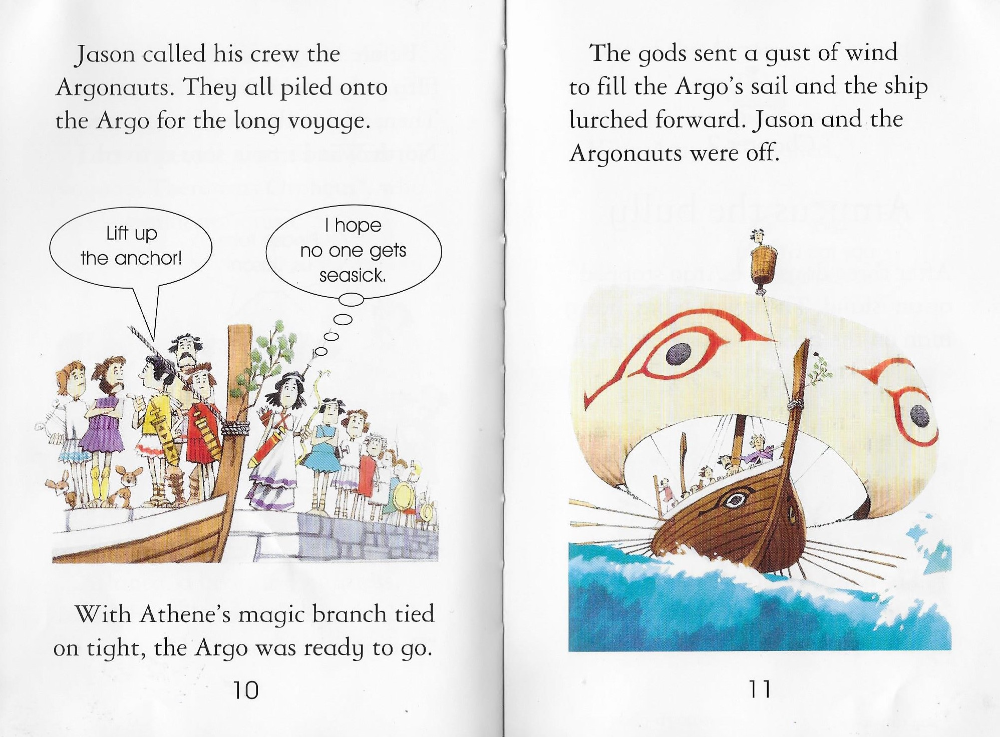 Jason called his crew the
Argonauts. They all piled onto
the Argo for the long voyage.
Lift up
the anchor!
I hope
no one gets
seasick.
With Athene's magic branch tied
on tight, the Argo was ready to go.
10
The gods sent a gust of wind
to fill the Argo's sail and the ship
lurched forward. Jason and the
Argonauts were off.
11